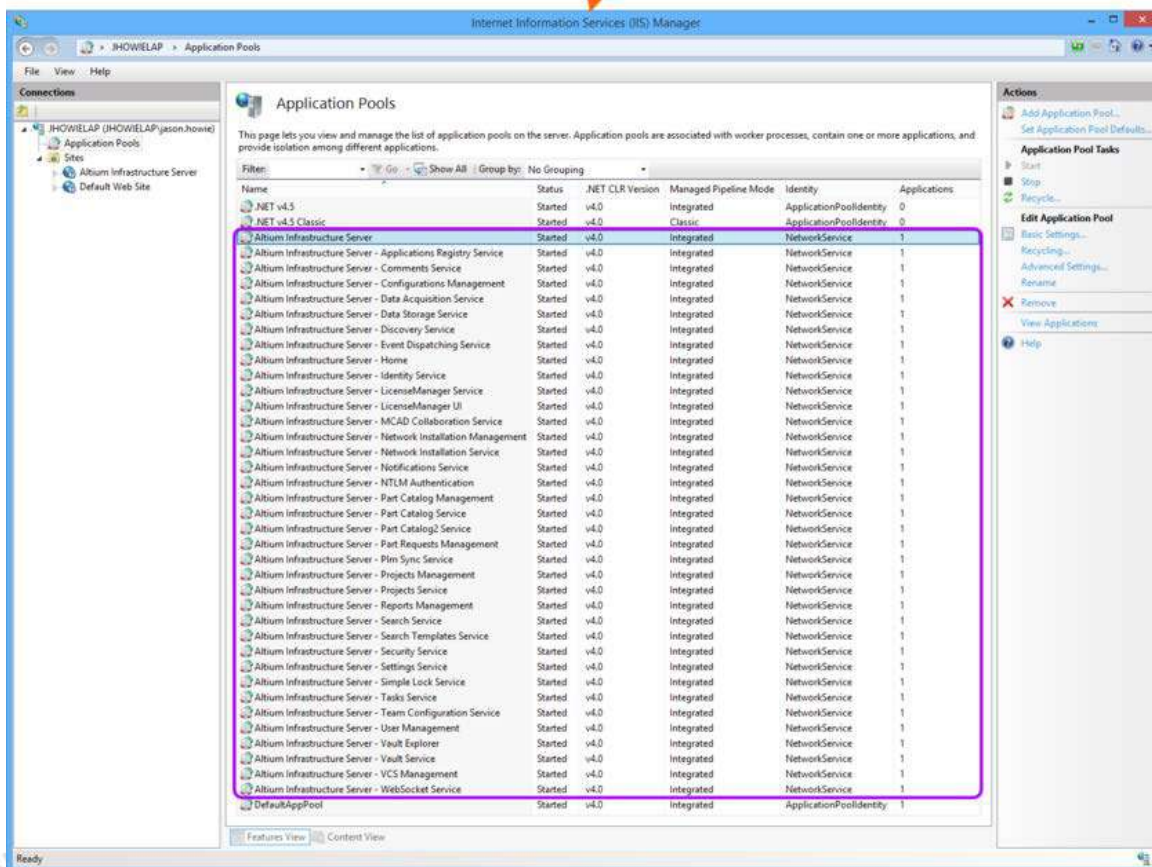 Internet Information Services (IIS) Manager
JHOWIELAP Application Pools
File View Help
Connections
JHOWIELAP (JHOWIELAP\jason.howie)
Application Pools
Sites
Altium Infrastructure Server
Default Web Site
Application Pools
This page lets you view and manage the list of application pools on the server. Application pools are associated with worker processes, contain one or more applications, and
provide isolation among different applications.
Filter: Go Show All Group by: No Grouping
Name Status .NET CLR Version Managed Pipeline Mode Identity Applications
.NET v4.5 Started v4.0 Integrated ApplicationPoolIdentity 0
.NET v4.5 Classic Started v4.0 Classic ApplicationPoolIdentity 0
Altium Infrastructure Server Started v4.0 Integrated NetworkService 1
Altium Infrastructure Server - Applications Registry Service Started v4.0 Integrated NetworkService 1
Altium Infrastructure Server - Comments Service Started v4.0 Integrated NetworkService 1
Altium Infrastructure Server - Configurations Management Started v4.0 Integrated NetworkService 1
Altium Infrastructure Server - Data Acquisition Service Started v4.0 Integrated NetworkService 1
Altium Infrastructure Server - Data Storage Service Started v4.0 Integrated NetworkService 1
Altium Infrastructure Server - Discovery Service Started v4.0 Integrated NetworkService 1
Altium Infrastructure Server - Event Dispatching Service Started v4.0 Integrated NetworkService 1
Altium Infrastructure Server - Home Started v4.0 Integrated NetworkService 1
Altium Infrastructure Server - Identity Service Started v4.0 Integrated NetworkService 1
Altium Infrastructure Server - LicenseManager Service Started v4.0 Integrated NetworkService 1
Altium Infrastructure Server - LicenseManager UI Started v4.0 Integrated NetworkService 1
Altium Infrastructure Server - MCAD Collaboration Service Started v4.0 Integrated NetworkService 1
Altium Infrastructure Server - Network Installation Management Started v4.0 Integrated NetworkService 1
Altium Infrastructure Server - Network Installation Service Started v4.0 Integrated NetworkService 1
Altium Infrastructure Server - Notifications Service Started v4.0 Integrated NetworkService 1
Altium Infrastructure Server - NTLM Authentication Started v4.0 Integrated NetworkService 1
Altium Infrastructure Server - Part Catalog Management Started v4.0 Integrated NetworkService 1
Altium Infrastructure Server - Part Catalog Service Started v4.0 Integrated NetworkService 1
Altium Infrastructure Server - Part Catalog2 Service Started v4.0 Integrated NetworkService 1
Altium Infrastructure Server - Part Requests Management Started v4.0 Integrated NetworkService 1
Altium Infrastructure Server - Plm Sync Service Started v4.0 Integrated NetworkService 1
Altium Infrastructure Server - Projects Management Started v4.0 Integrated NetworkService 1
Altium Infrastructure Server - Projects Service Started v4.0 Integrated NetworkService 1
Altium Infrastructure Server - Reports Management Started v4.0 Integrated NetworkService 1
Altium Infrastructure Server - Search Service Started v4.0 Integrated NetworkService 1
Altium Infrastructure Server - Search Templates Service Started v4.0 Integrated NetworkService 1
Altium Infrastructure Server - Security Service Started v4.0 Integrated NetworkService 1
Altium Infrastructure Server - Settings Service Started v4.0 Integrated NetworkService 1
Altium Infrastructure Server - Simple Lock Service Started v4.0 Integrated NetworkService 1
Altium Infrastructure Server - Tasks Service Started v4.0 Integrated NetworkService 1
Altium Infrastructure Server - Team Configuration Service Started v4.0 Integrated NetworkService 1
Altium Infrastructure Server - User Management Started v4.0 Integrated NetworkService 1
Altium Infrastructure Server - Vault Explorer Started v4.0 Integrated NetworkService 1
Altium Infrastructure Server - Vault Service Started v4.0 Integrated NetworkService 1
Altium Infrastructure Server - VCS Management Started v4.0 Integrated NetworkService 1
Altium Infrastructure Server - WebSocket Service Started v4.0 Integrated NetworkService 1
DefaultAppPool Started v4.0 Integrated ApplicationPoolIdentity 1
Features View Content View
Actions
Add Application Pool...
Set Application Pool Defaults...
Application Pool Tasks
Start
Stop
Recycle...
Edit Application Pool
Basic Settings...
Recycling...
Advanced Settings...
Rename
Remove
View Applications
Help
Ready